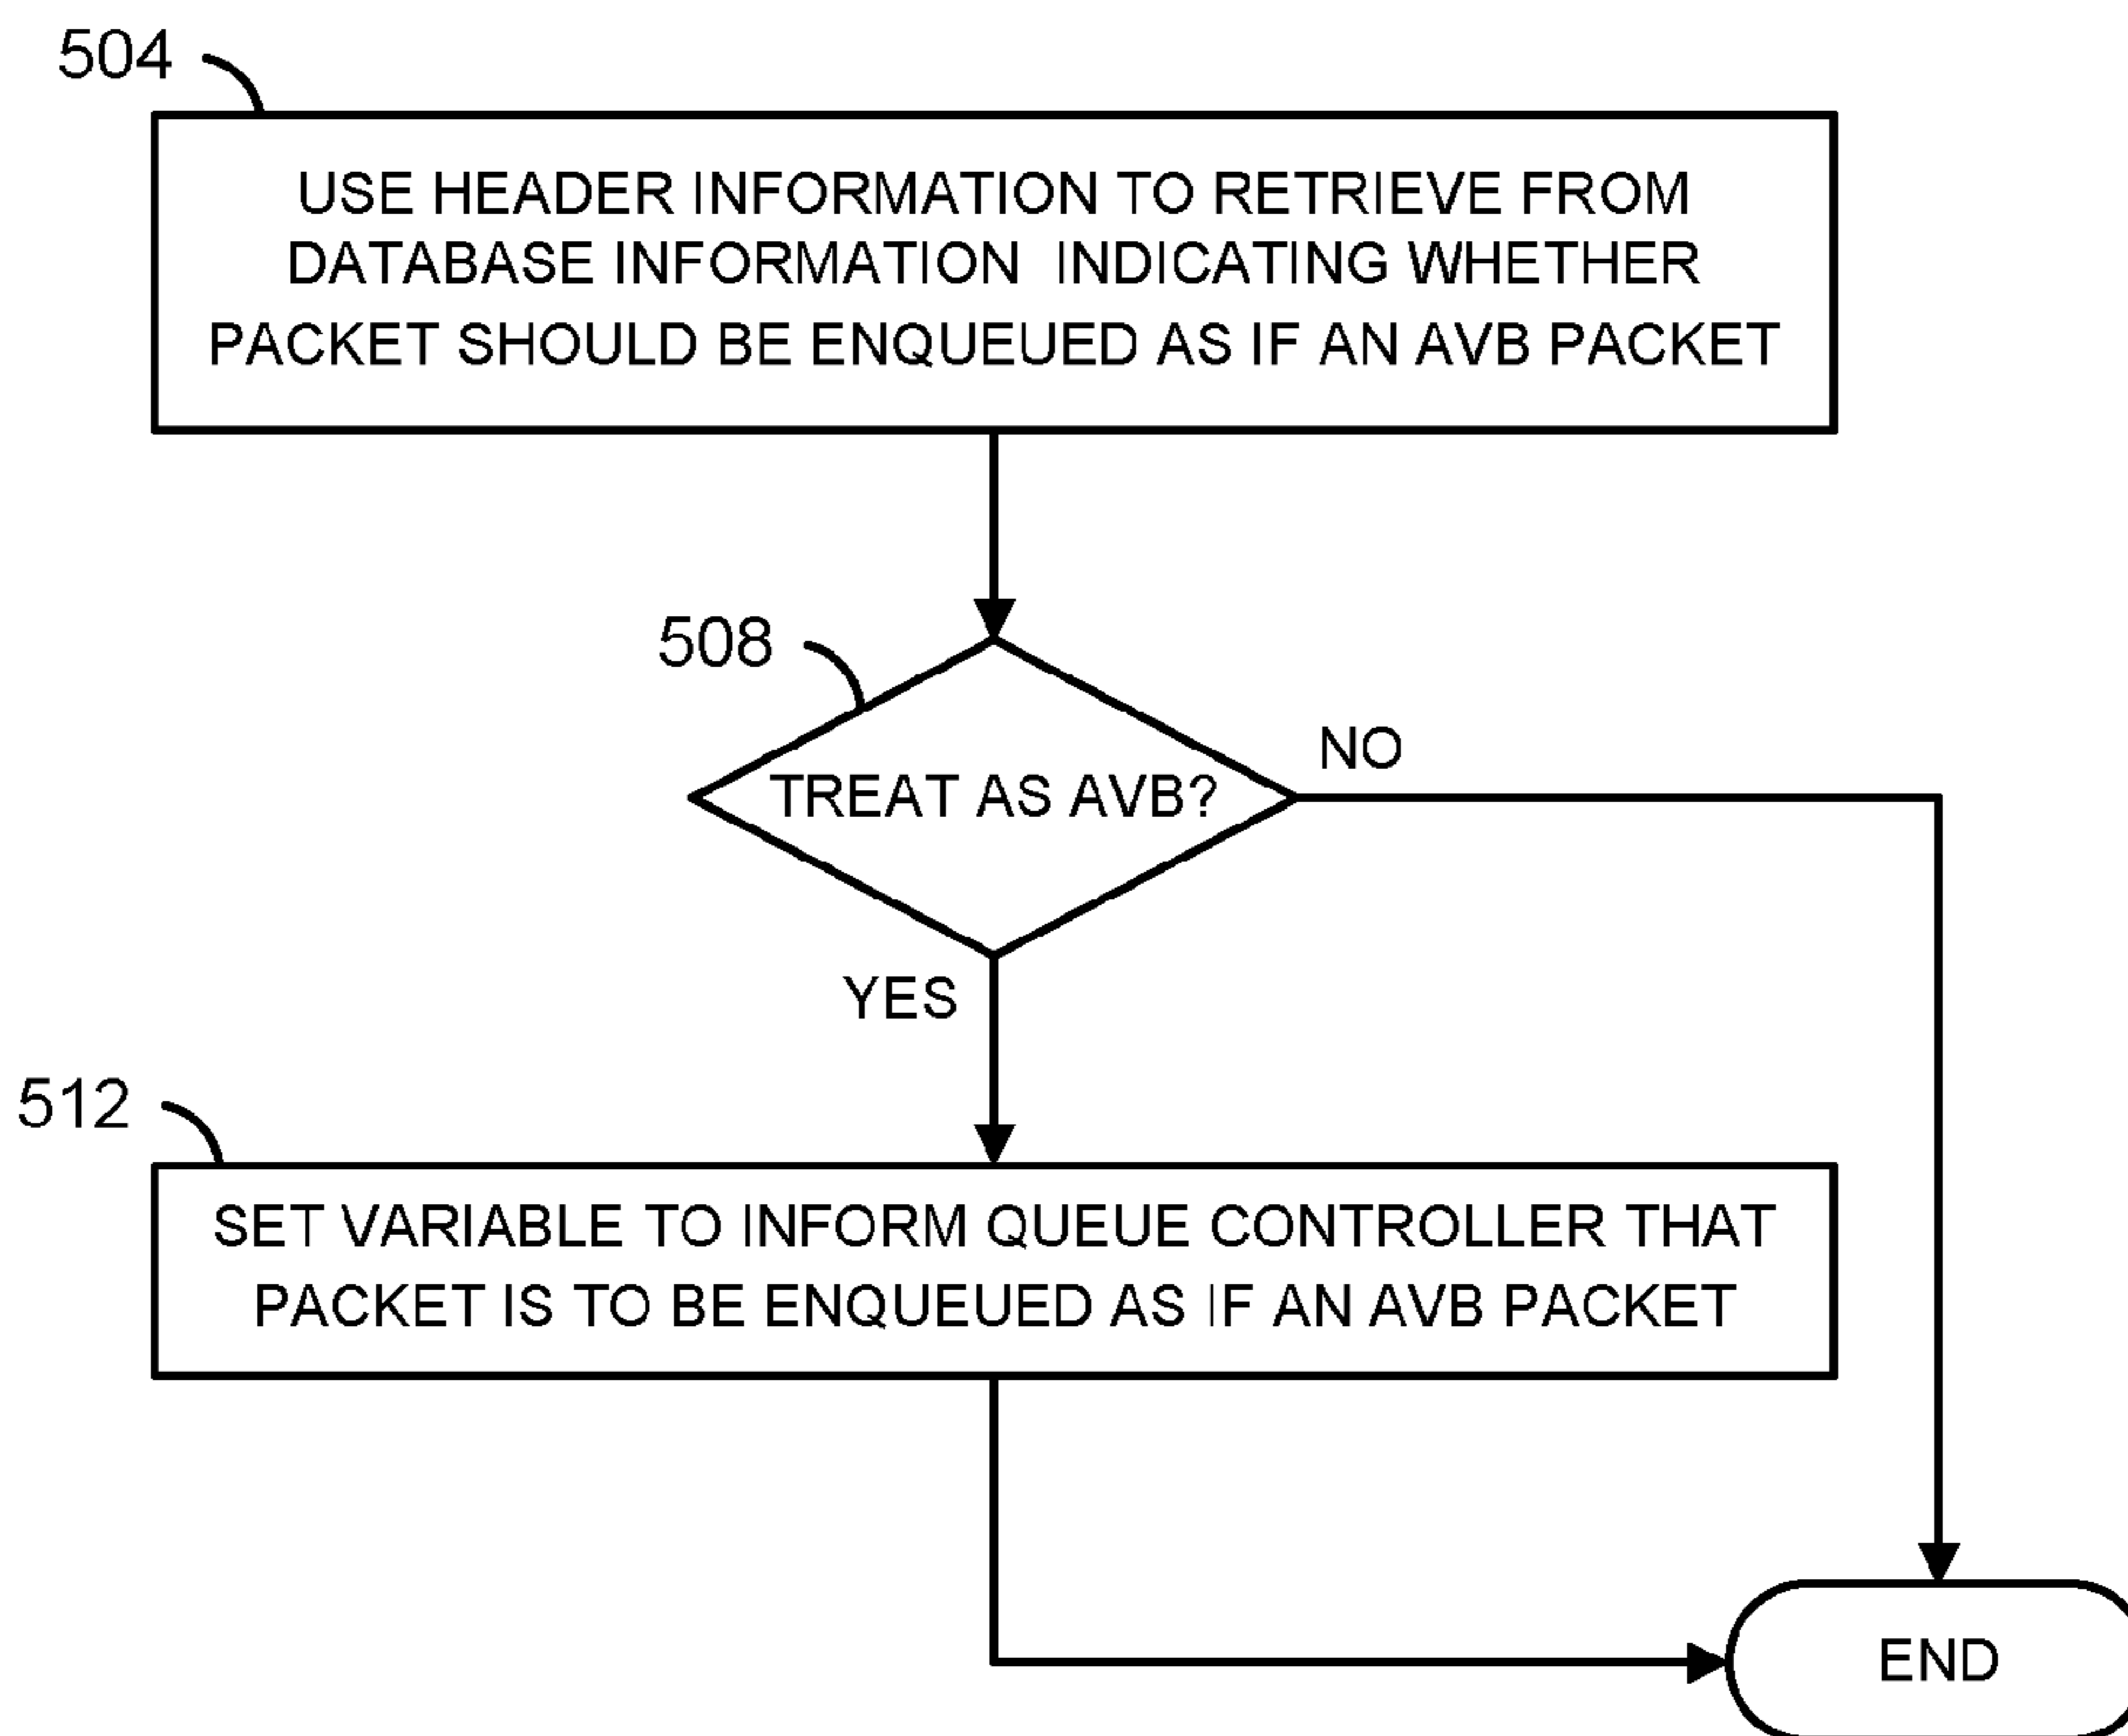 504
USE HEADER INFORMATION TO RETRIEVE FROM
DATABASE INFORMATION INDICATING WHETHER
PACKET SHOULD BE ENQUEUED AS IF AN AVB PACKET
508
TREAT AS AVB?
NO
YES
512
SET VARIABLE TO INFORM QUEUE CONTROLLER THAT
PACKET IS TO BE ENQUEUED AS IF AN AVB PACKET
END